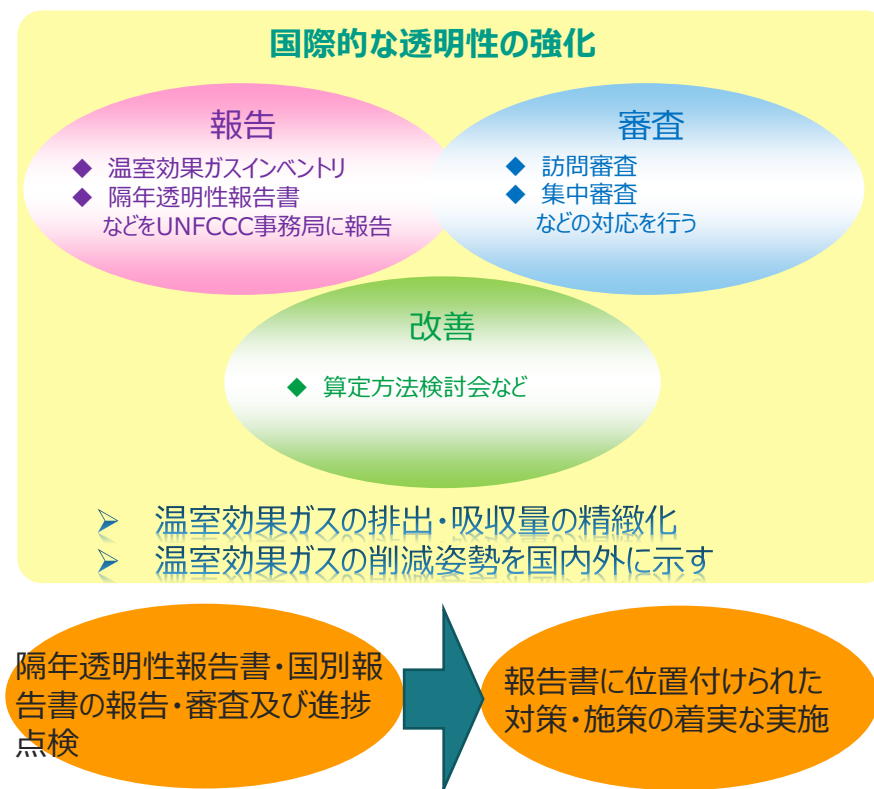 国際的な透明性の強化
報告
◆ 温室効果ガスインベントリ
◆ 隔年透明性報告書
などをUNFCCC事務局に報告
審査
◆ 訪問審査
◆ 集中審査
などの対応を行う
改善
◆ 算定方法検討会など
➢ 温室効果ガスの排出・吸収量の精緻化
➢ 温室効果ガスの削減姿勢を国内外に示す
隔年透明性報告書・国別報
告書の報告・審査及び進捗
点検
報告書に位置付けられた
対策・施策の着実な実施